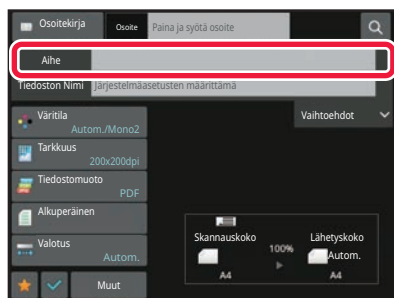 Osoitekirja Osoite Paina ja syötä osoite
Aihe
Tiedoston Nimi Järjestelmäasetusten määrittämä
Väritila
Autom./Mono2
Vaihtoehdot
Tarkkuus
200x200dpi
Tiedostomuoto
PDF
Alkuperäinen
Valotus
Autom.
Skannauskoko 100% Lähetyskoko
Autom.
A4 A4
Muut